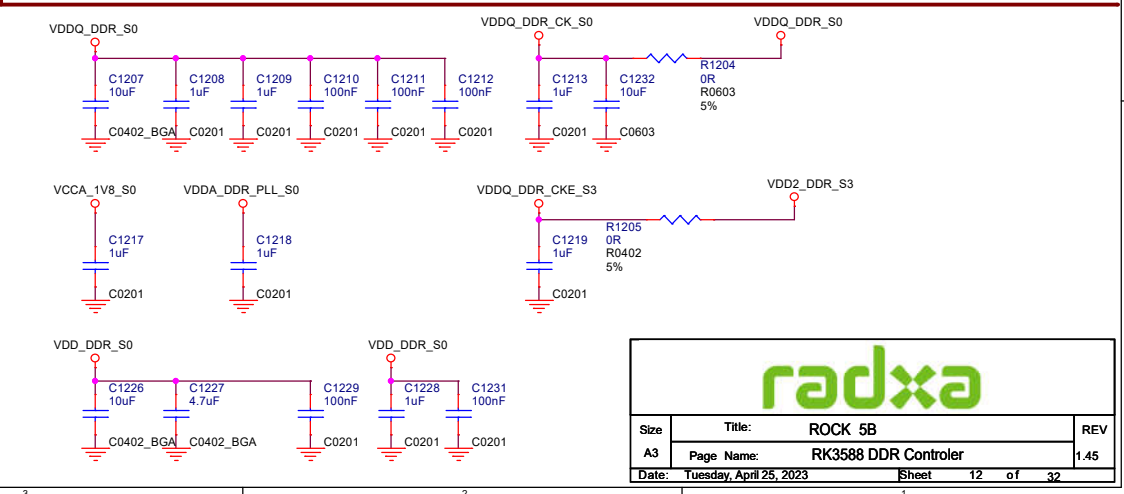 VDDQ_DDR_S0
C1207
10uF
C0402_BGA
C1208
1uF
C0201
C1209
1uF
C0201
C1210
100nF
C0201
C1211
100nF
C0201
C1212
100nF
C0201
VDDQ_DDR_CK_S0
VDDQ_DDR_S0
C1213
1uF
C0201
C1232
10uF
C0603
R1204
0R
R0603
5%
VCCA_1V8_S0
C1217
1uF
C0201
VDDA_DDR_PLL_S0
C1218
1uF
C0201
VDDQ_DDR_CKE_S3
VDD2_DDR_S3
C1219
1uF
C0201
R1205
0R
R0402
5%
VDD_DDR_S0
C1226
10uF
C0402_BGA
C1227
4.7uF
C0402_BGA
C1229
100nF
C0201
VDD_DDR_S0
C1228
1uF
C0201
C1231
100nF
C0201
radxa
Size Title: ROCK 5B REV
A3 Page Name: RK3588 DDR Controler 1.45
Date: Tuesday, April 25, 2023 Sheet 12 of 32
3 2 1